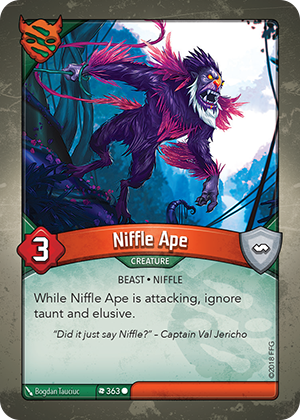 Niffle Ape
3
CREATURE
BEAST • NIFFLE
While Niffle Ape is attacking, ignore
taunt and elusive.
"Did it just say Niffle?" - Captain Val Jericho
©2018 FFG
Bogdan Tauciuc
363